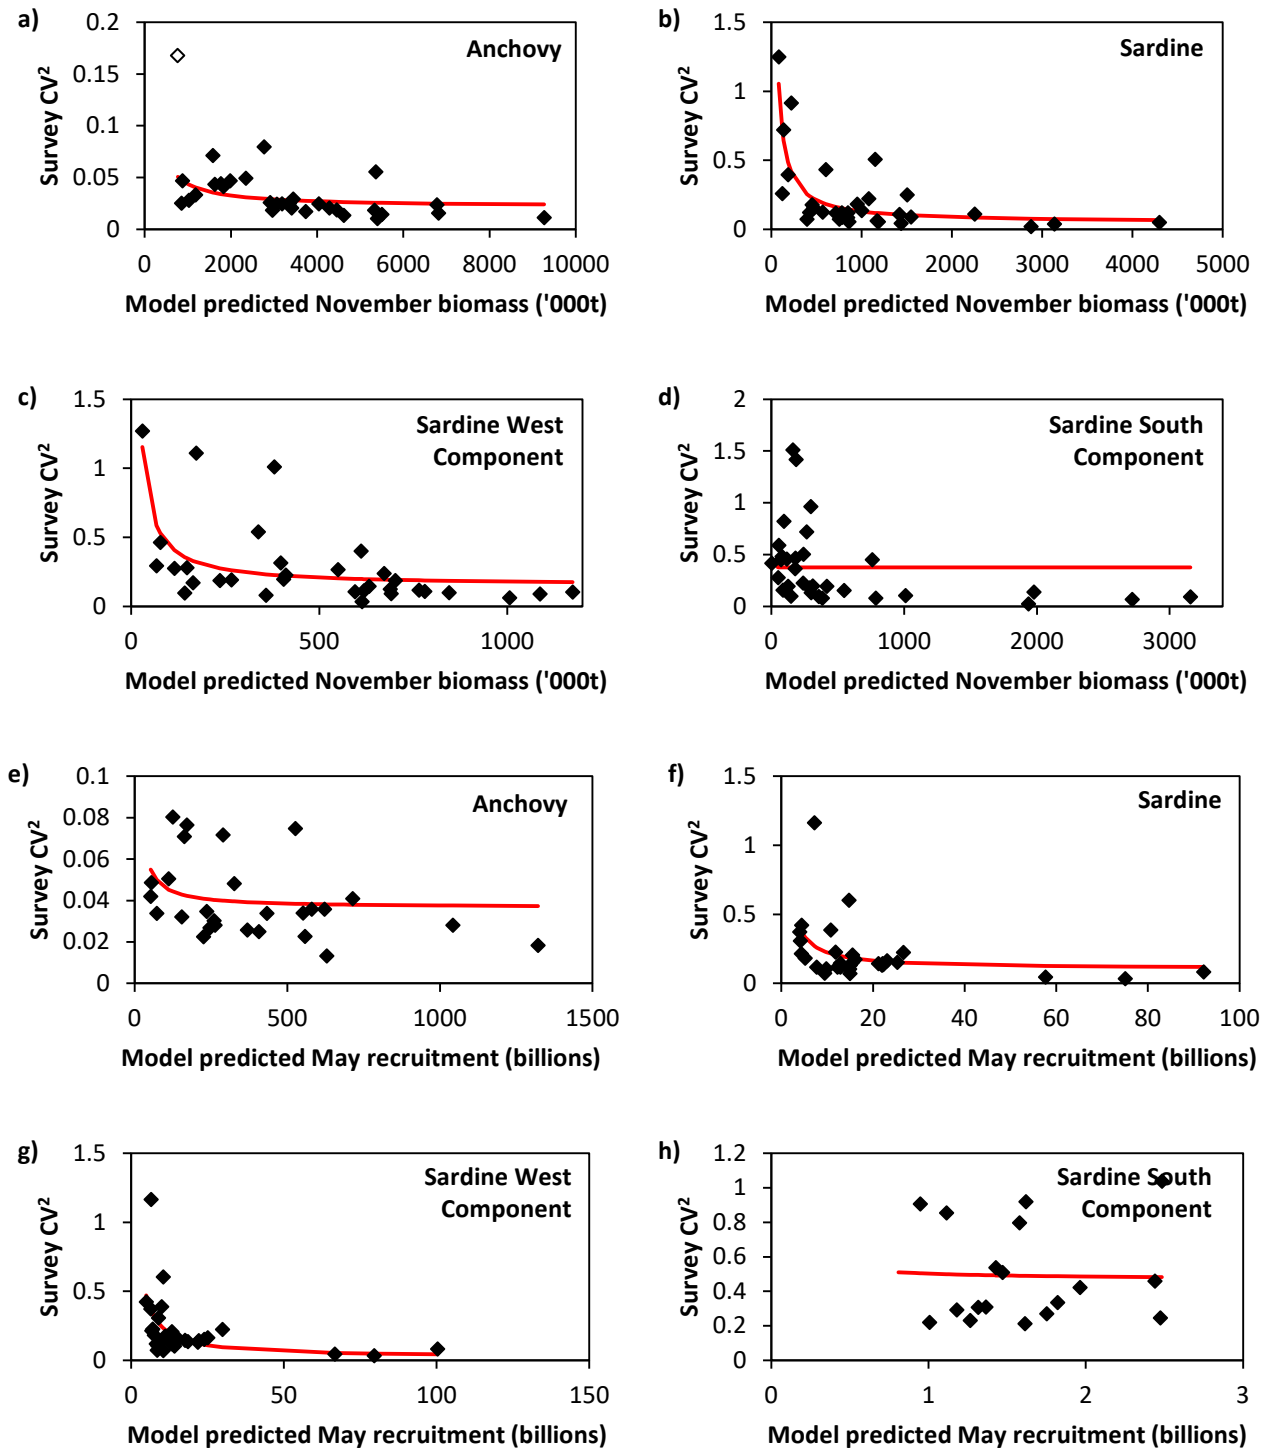 a)
Anchovy
Survey CV²
0.2
0.15
0.1
0.05
0
0 2000 4000 6000 8000 10000
Model predicted November biomass ('000t)
b)
Sardine
Survey CV²
1.5
1
0.5
0
0 1000 2000 3000 4000 5000
Model predicted November biomass ('000t)
c)
Sardine West
Component
Survey CV²
1.5
1
0.5
0
0 500 1000
Model predicted November biomass ('000t)
d)
Sardine South
Component
Survey CV²
2
1.5
1
0.5
0
0 1000 2000 3000
Model predicted November biomass ('000t)
e)
Anchovy
Survey CV²
0.1
0.08
0.06
0.04
0.02
0
0 500 1000 1500
Model predicted May recruitment (billions)
f)
Sardine
Survey CV²
1.5
1
0.5
0
0 20 40 60 80 100
Model predicted May recruitment (billions)
g)
Sardine West
Component
Survey CV²
1.5
1
0.5
0
0 50 100 150
Model predicted May recruitment (billions)
h)
Sardine South
Component
Survey CV²
1.2
1
0.8
0.6
0.4
0.2
0
0 1 2 3
Model predicted May recruitment (billions)